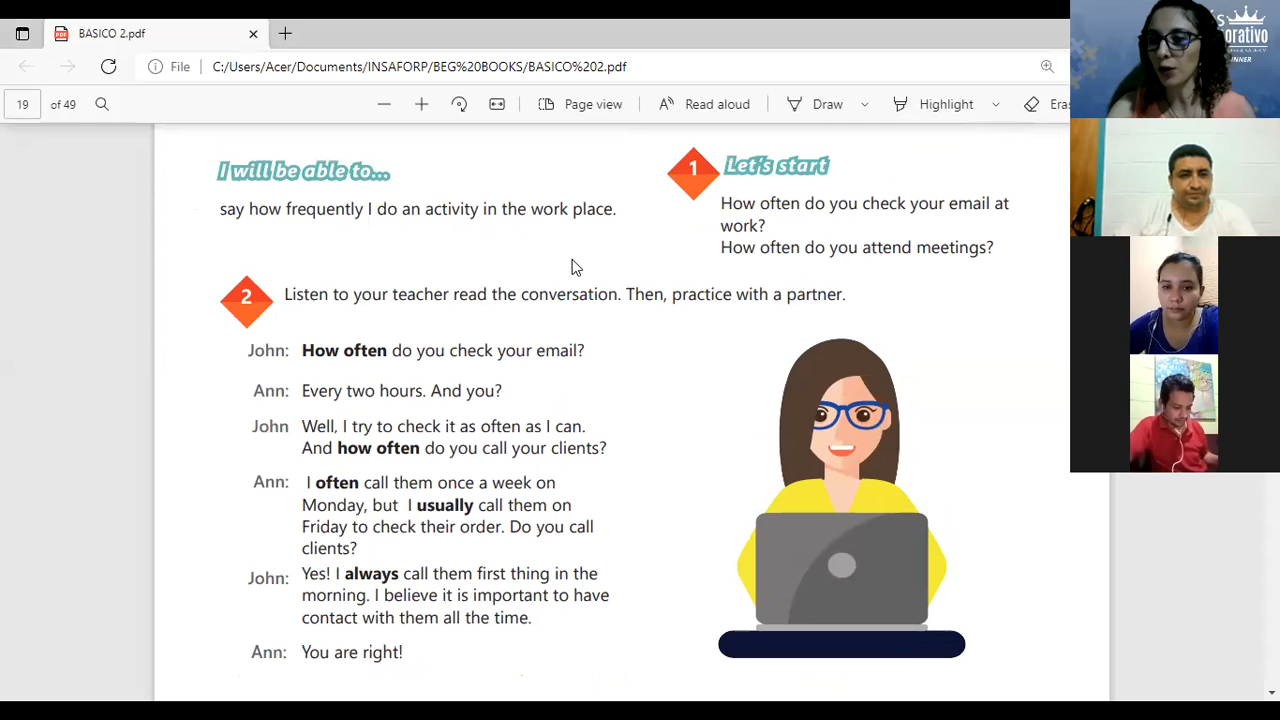 BASICO 2.pdf
File C:/Users/Acer/Documents/INSAFORP/BEG%20BOOKS/BASICO%202.pdf
19 of 49 Page view Read aloud Draw Highlight
I will be able to...
say how frequently I do an activity in the work place.
1 Let's start
How often do you check your email at
work?
How often do you attend meetings?
2 Listen to your teacher read the conversation. Then, practice with a partner.
John: How often do you check your email?
Ann: Every two hours. And you?
John Well, I try to check it as often as I can.
And how often do you call your clients?
Ann: I often call them once a week on
Monday, but I usually call them on
Friday to check their order. Do you call
clients?
John: Yes! I always call them first thing in the
morning. I believe it is important to have
contact with them all the time.
Ann: You are right!
INNER